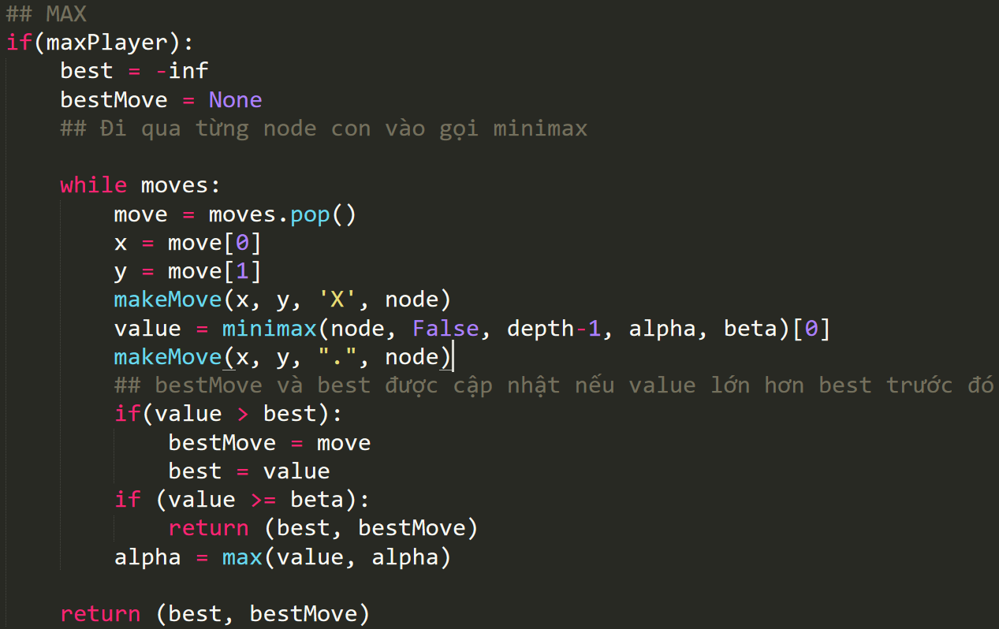 ## MAX
if(maxPlayer):
    best = -inf
    bestMove = None
    ## Đi qua từng node con vào gọi minimax

    while moves:
        move = moves.pop()
        x = move[0]
        y = move[1]
        makeMove(x, y, 'X', node)
        value = minimax(node, False, depth-1, alpha, beta)[0]
        makeMove(x, y, ".", node)
        ## bestMove và best được cập nhật nếu value lớn hơn best trước đó
        if(value > best):
            bestMove = move
            best = value
        if (value >= beta):
            return (best, bestMove)
        alpha = max(value, alpha)

    return (best, bestMove)